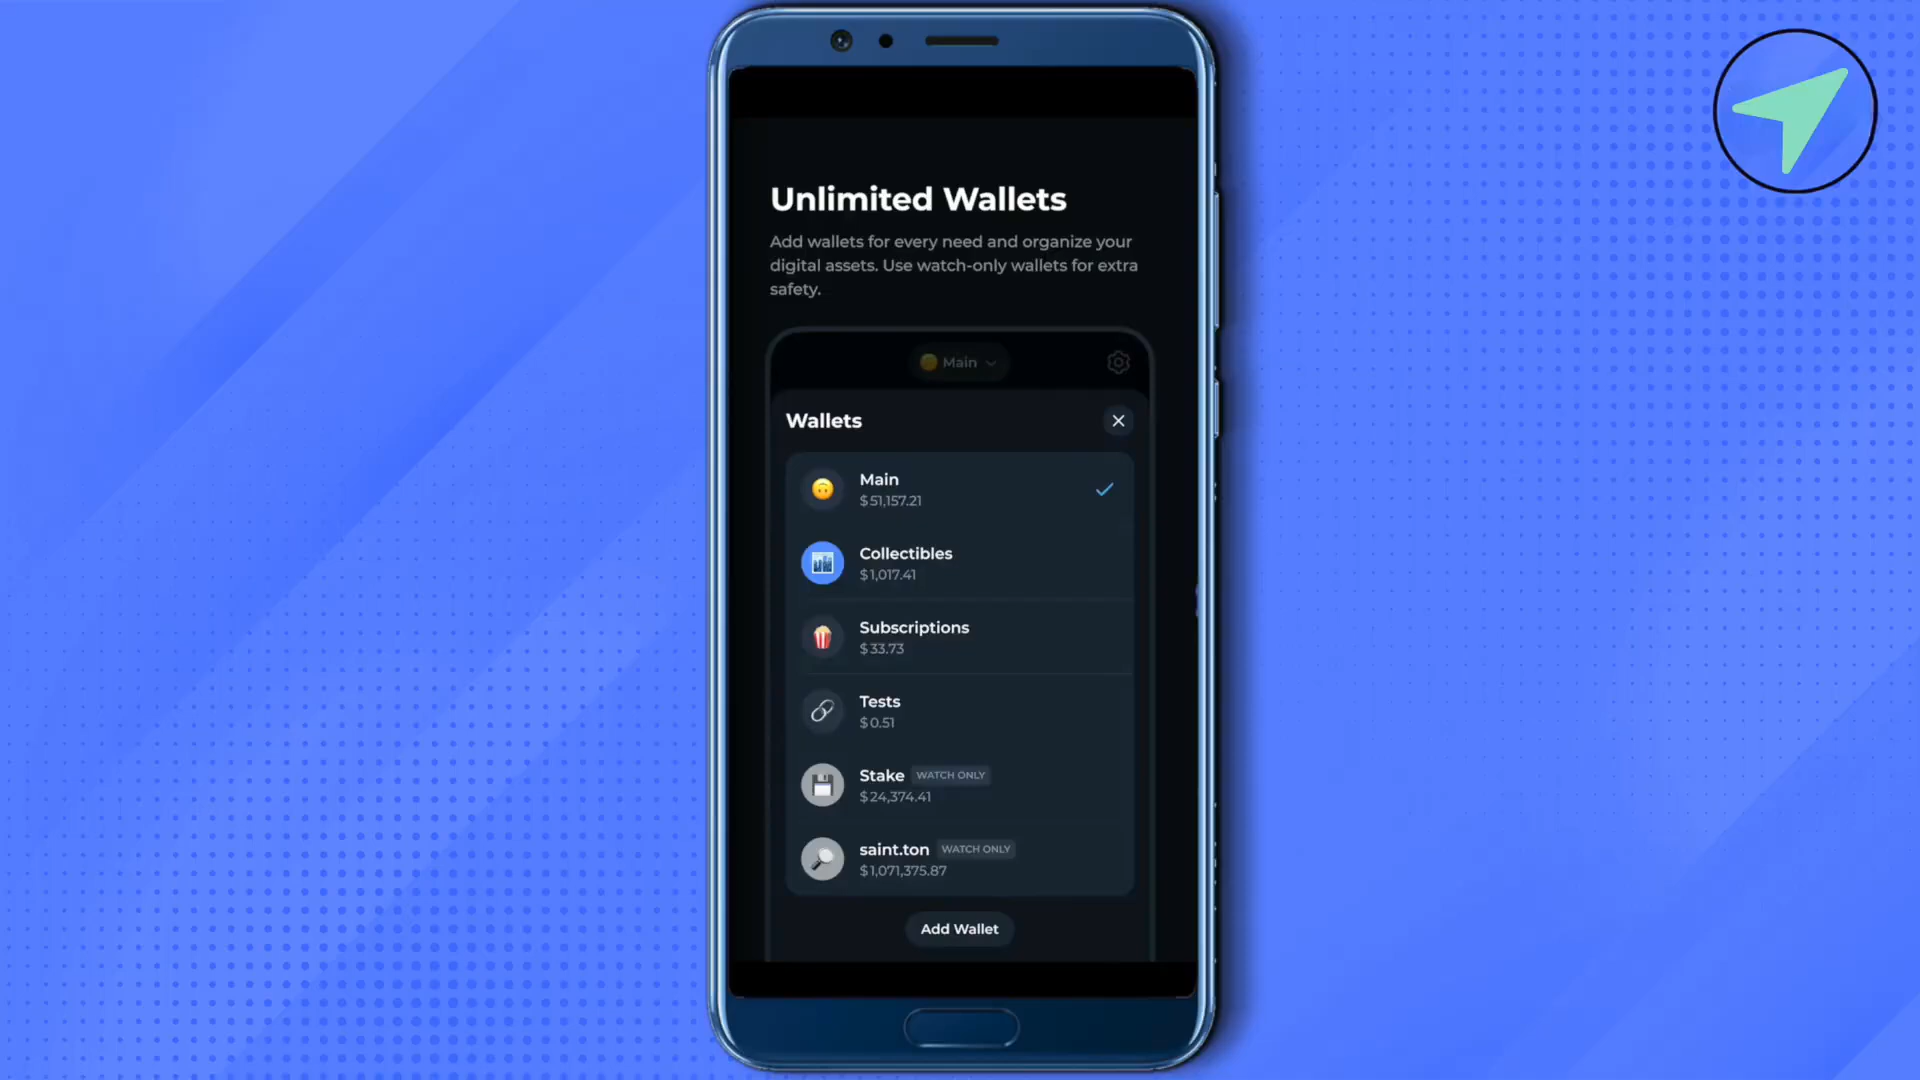 Unlimited Wallets
Add wallets for every need and organize your
digital assets. Use watch-only wallets for extra
safety.
Main
Wallets
Main
$51,157.21
Collectibles
$1,017.41
Subscriptions
$33.73
Tests
$0.51
Stake WATCH ONLY
$24,374.41
saint.ton WATCH ONLY
$1,071,375.87
Add Wallet